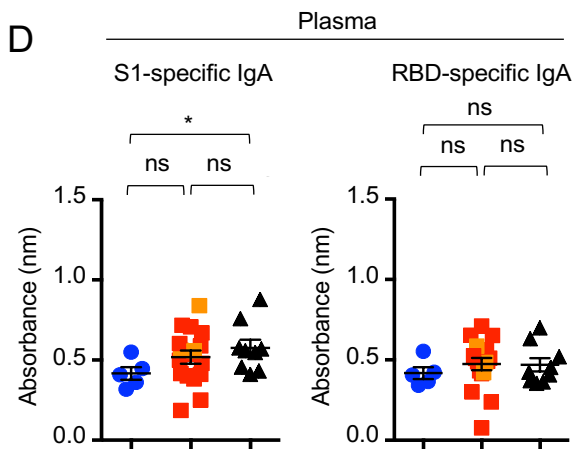 D
Plasma
S1-specific IgA
*
ns
ns
Absorbance (nm)
1.5
1.0
0.5
0.0
RBD-specific IgA
ns
ns
ns
Absorbance (nm)
1.5
1.0
0.5
0.0